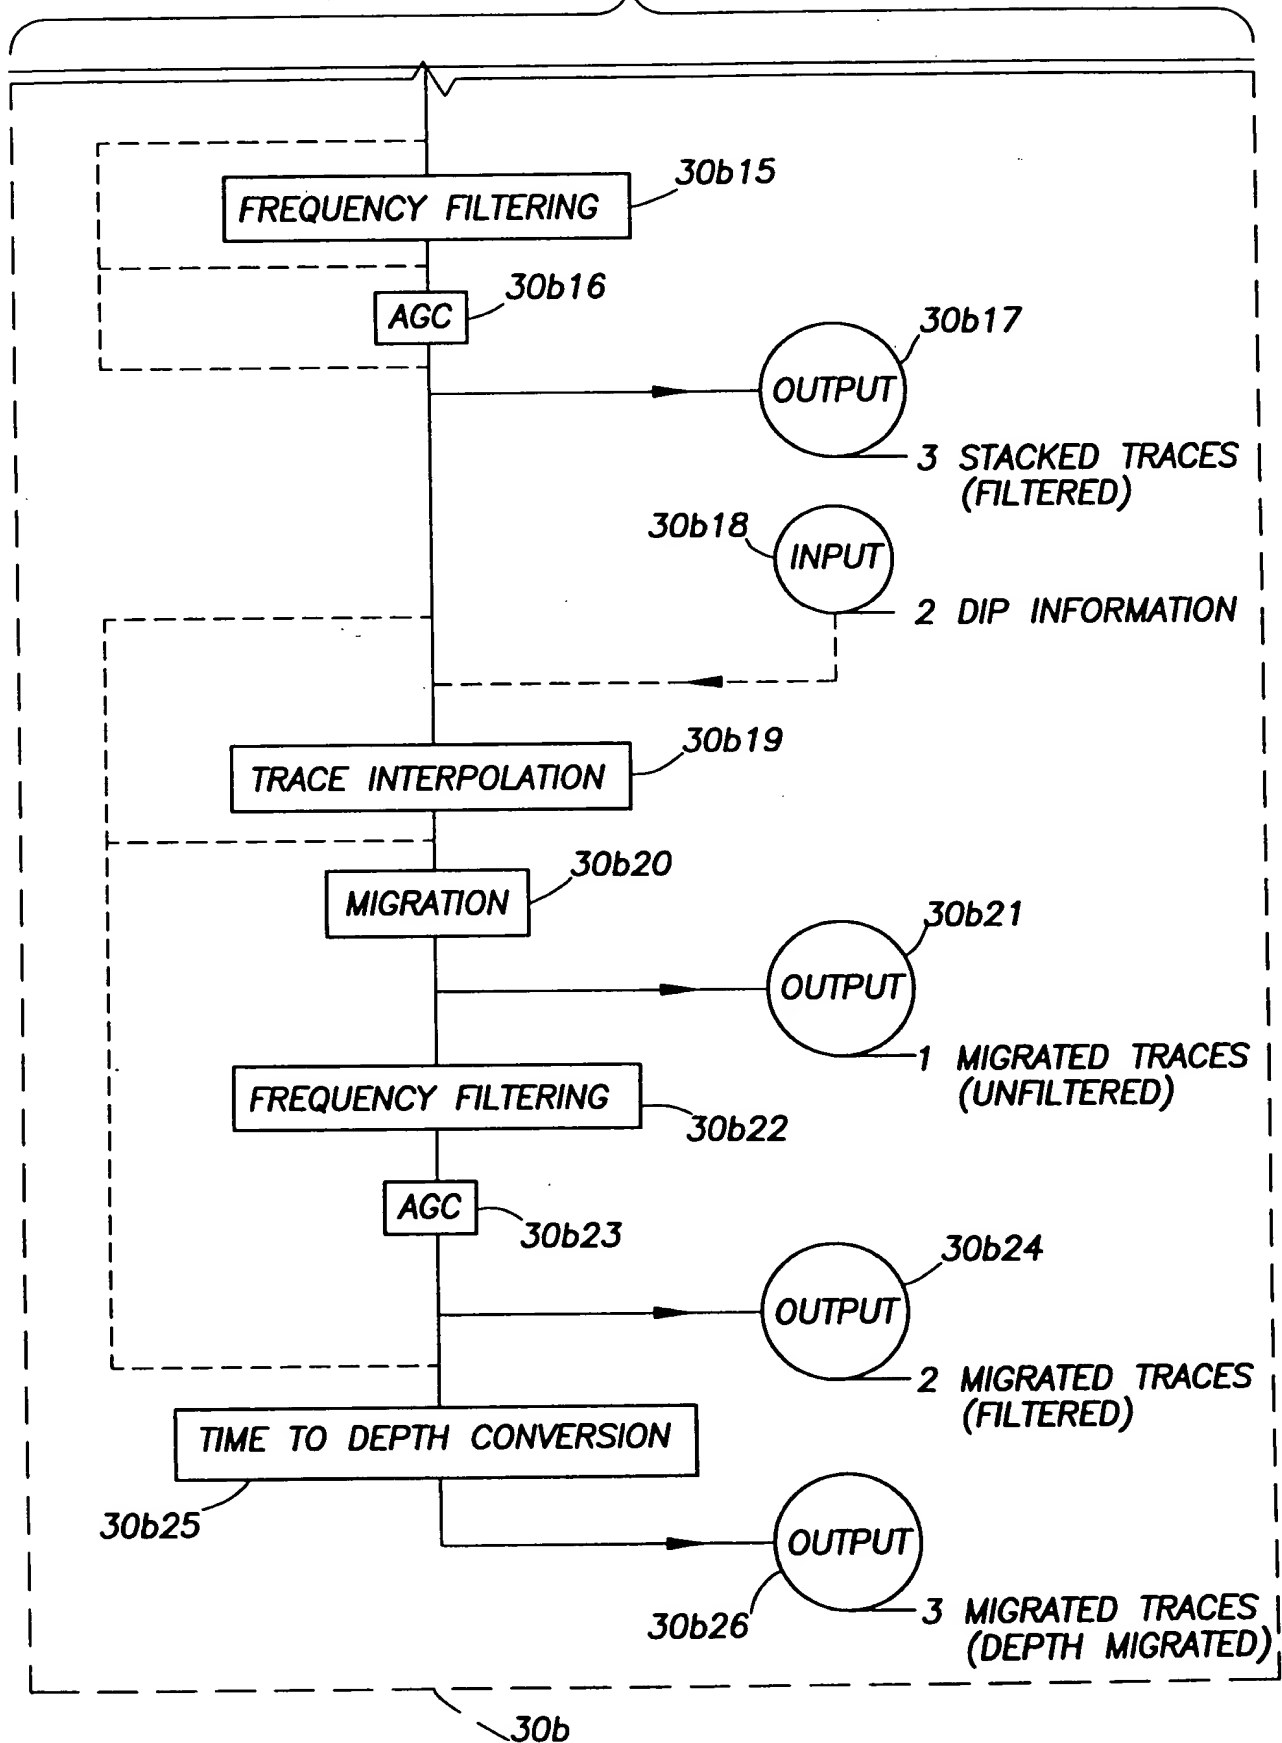 30b15
FREQUENCY FILTERING
30b16
AGC
30b17
OUTPUT
3 STACKED TRACES
(FILTERED)
30b18
INPUT
2 DIP INFORMATION
30b19
TRACE INTERPOLATION
30b20
MIGRATION
30b21
OUTPUT
1 MIGRATED TRACES
(UNFILTERED)
FREQUENCY FILTERING
30b22
AGC
30b23
30b24
OUTPUT
2 MIGRATED TRACES
(FILTERED)
TIME TO DEPTH CONVERSION
30b25
OUTPUT
30b26
3 MIGRATED TRACES
(DEPTH MIGRATED)
30b